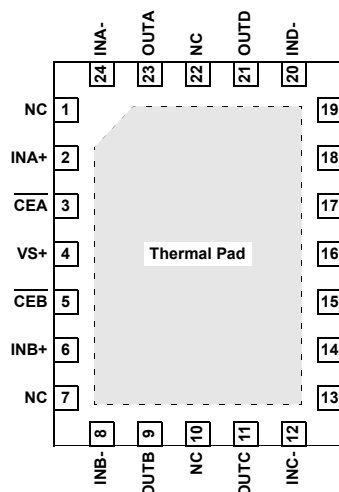 INA-
OUTA
NC
OUTD
IND-
24
23
22
21
20
NC 1
19
INA+ 2
18
CEA 3
17
VS+ 4
Thermal Pad
16
CEB 5
15
INB+ 6
14
NC 7
13
8
9
10
11
12
INB-
OUTB
NC
OUTC
INC-